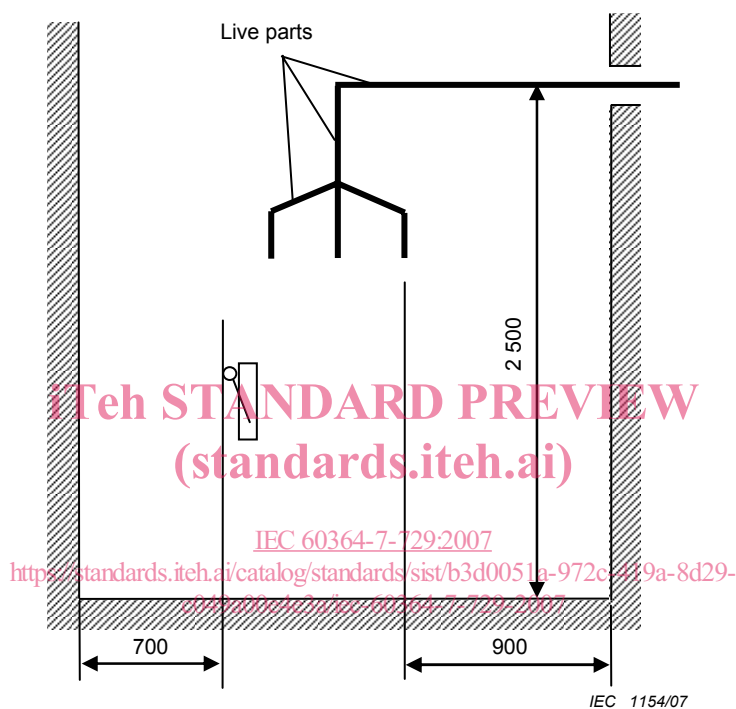 Live parts
2 500
iTeh STANDARD PREVIEW
(standards.iteh.ai)
IEC 60364-7-729:2007
https://standards.iteh.ai/catalog/standards/sist/b3d0051a-972c-419a-8d29-
c049a00e4c3a/iec-60364-7-729-2007
700
900
IEC 1154/07